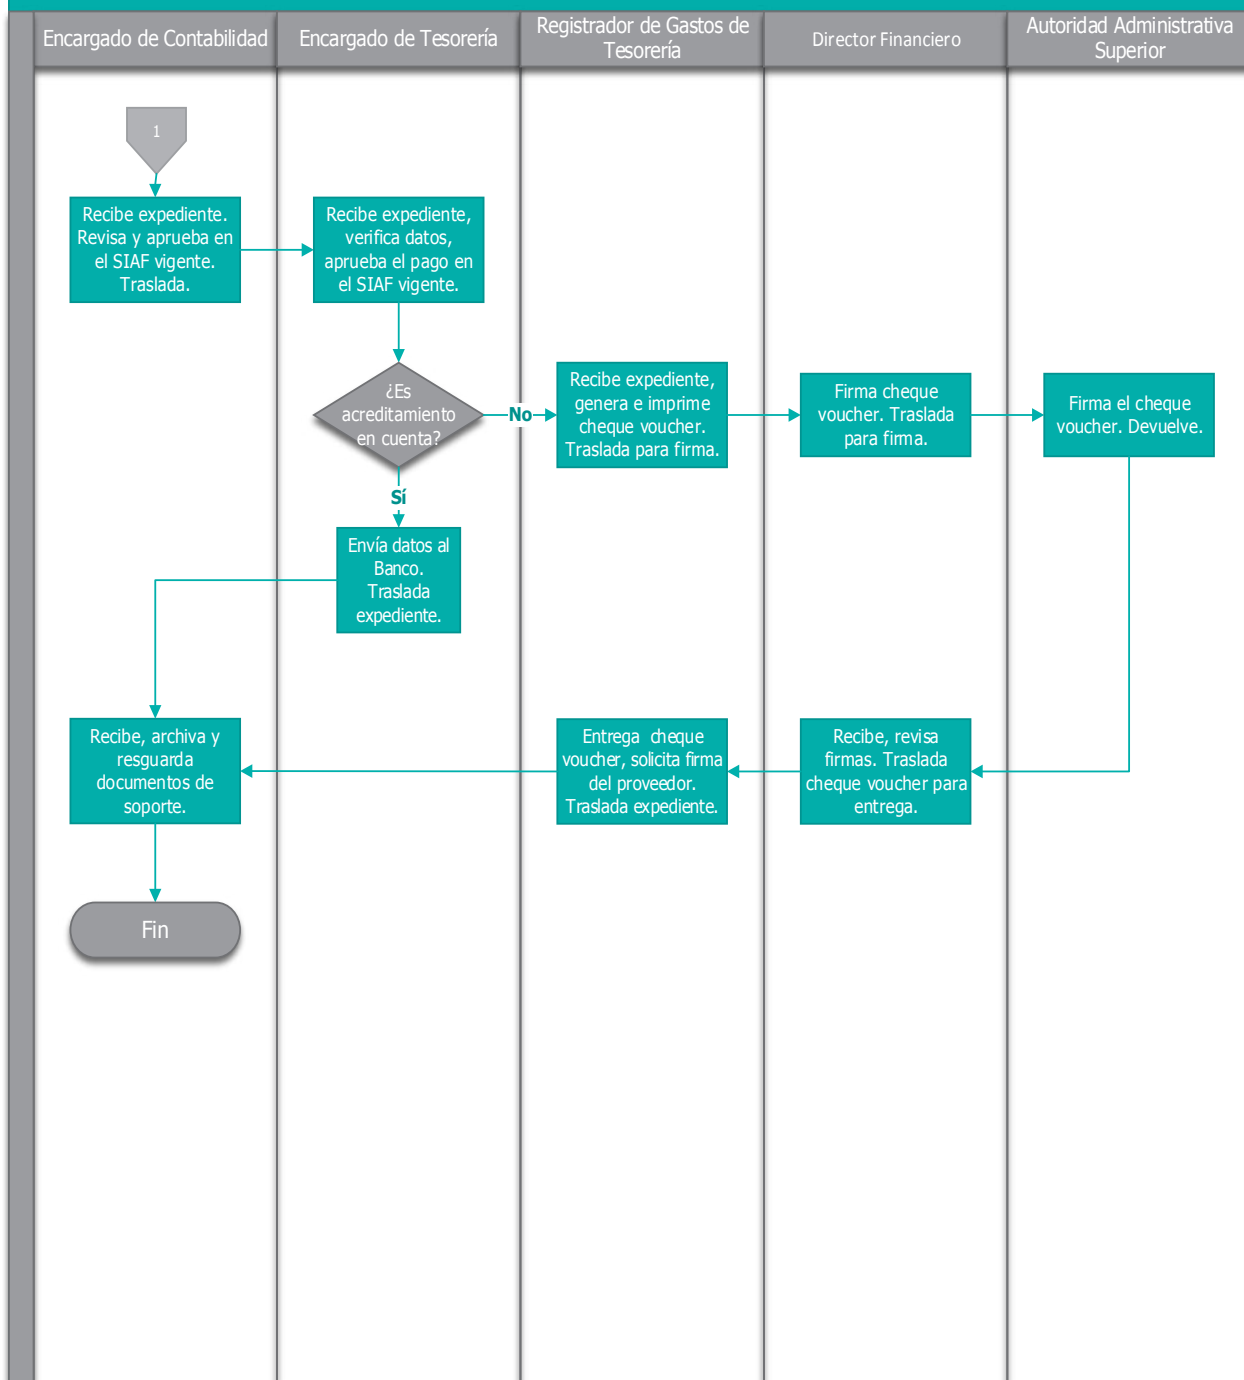 Encargado de Contabilidad
Encargado de Tesorería
Registrador de Gastos de
Tesorería
Director Financiero
Autoridad Administrativa
Superior
1
Recibe expediente.
Revisa y aprueba en
el SIAF vigente.
Traslada.
Recibe expediente,
verifica datos,
aprueba el pago en
el SIAF vigente.
¿Es
acreditamiento
en cuenta?
No
Recibe expediente,
genera e imprime
cheque voucher.
Traslada para firma.
Firma cheque
voucher. Traslada
para firma.
Firma el cheque
voucher. Devuelve.
Sí
Envía datos al
Banco.
Traslada
expediente.
Recibe, archiva y
resguarda
documentos de
soporte.
Entrega cheque
voucher, solicita firma
del proveedor.
Traslada expediente.
Recibe, revisa
firmas. Traslada
cheque voucher para
entrega.
Fin